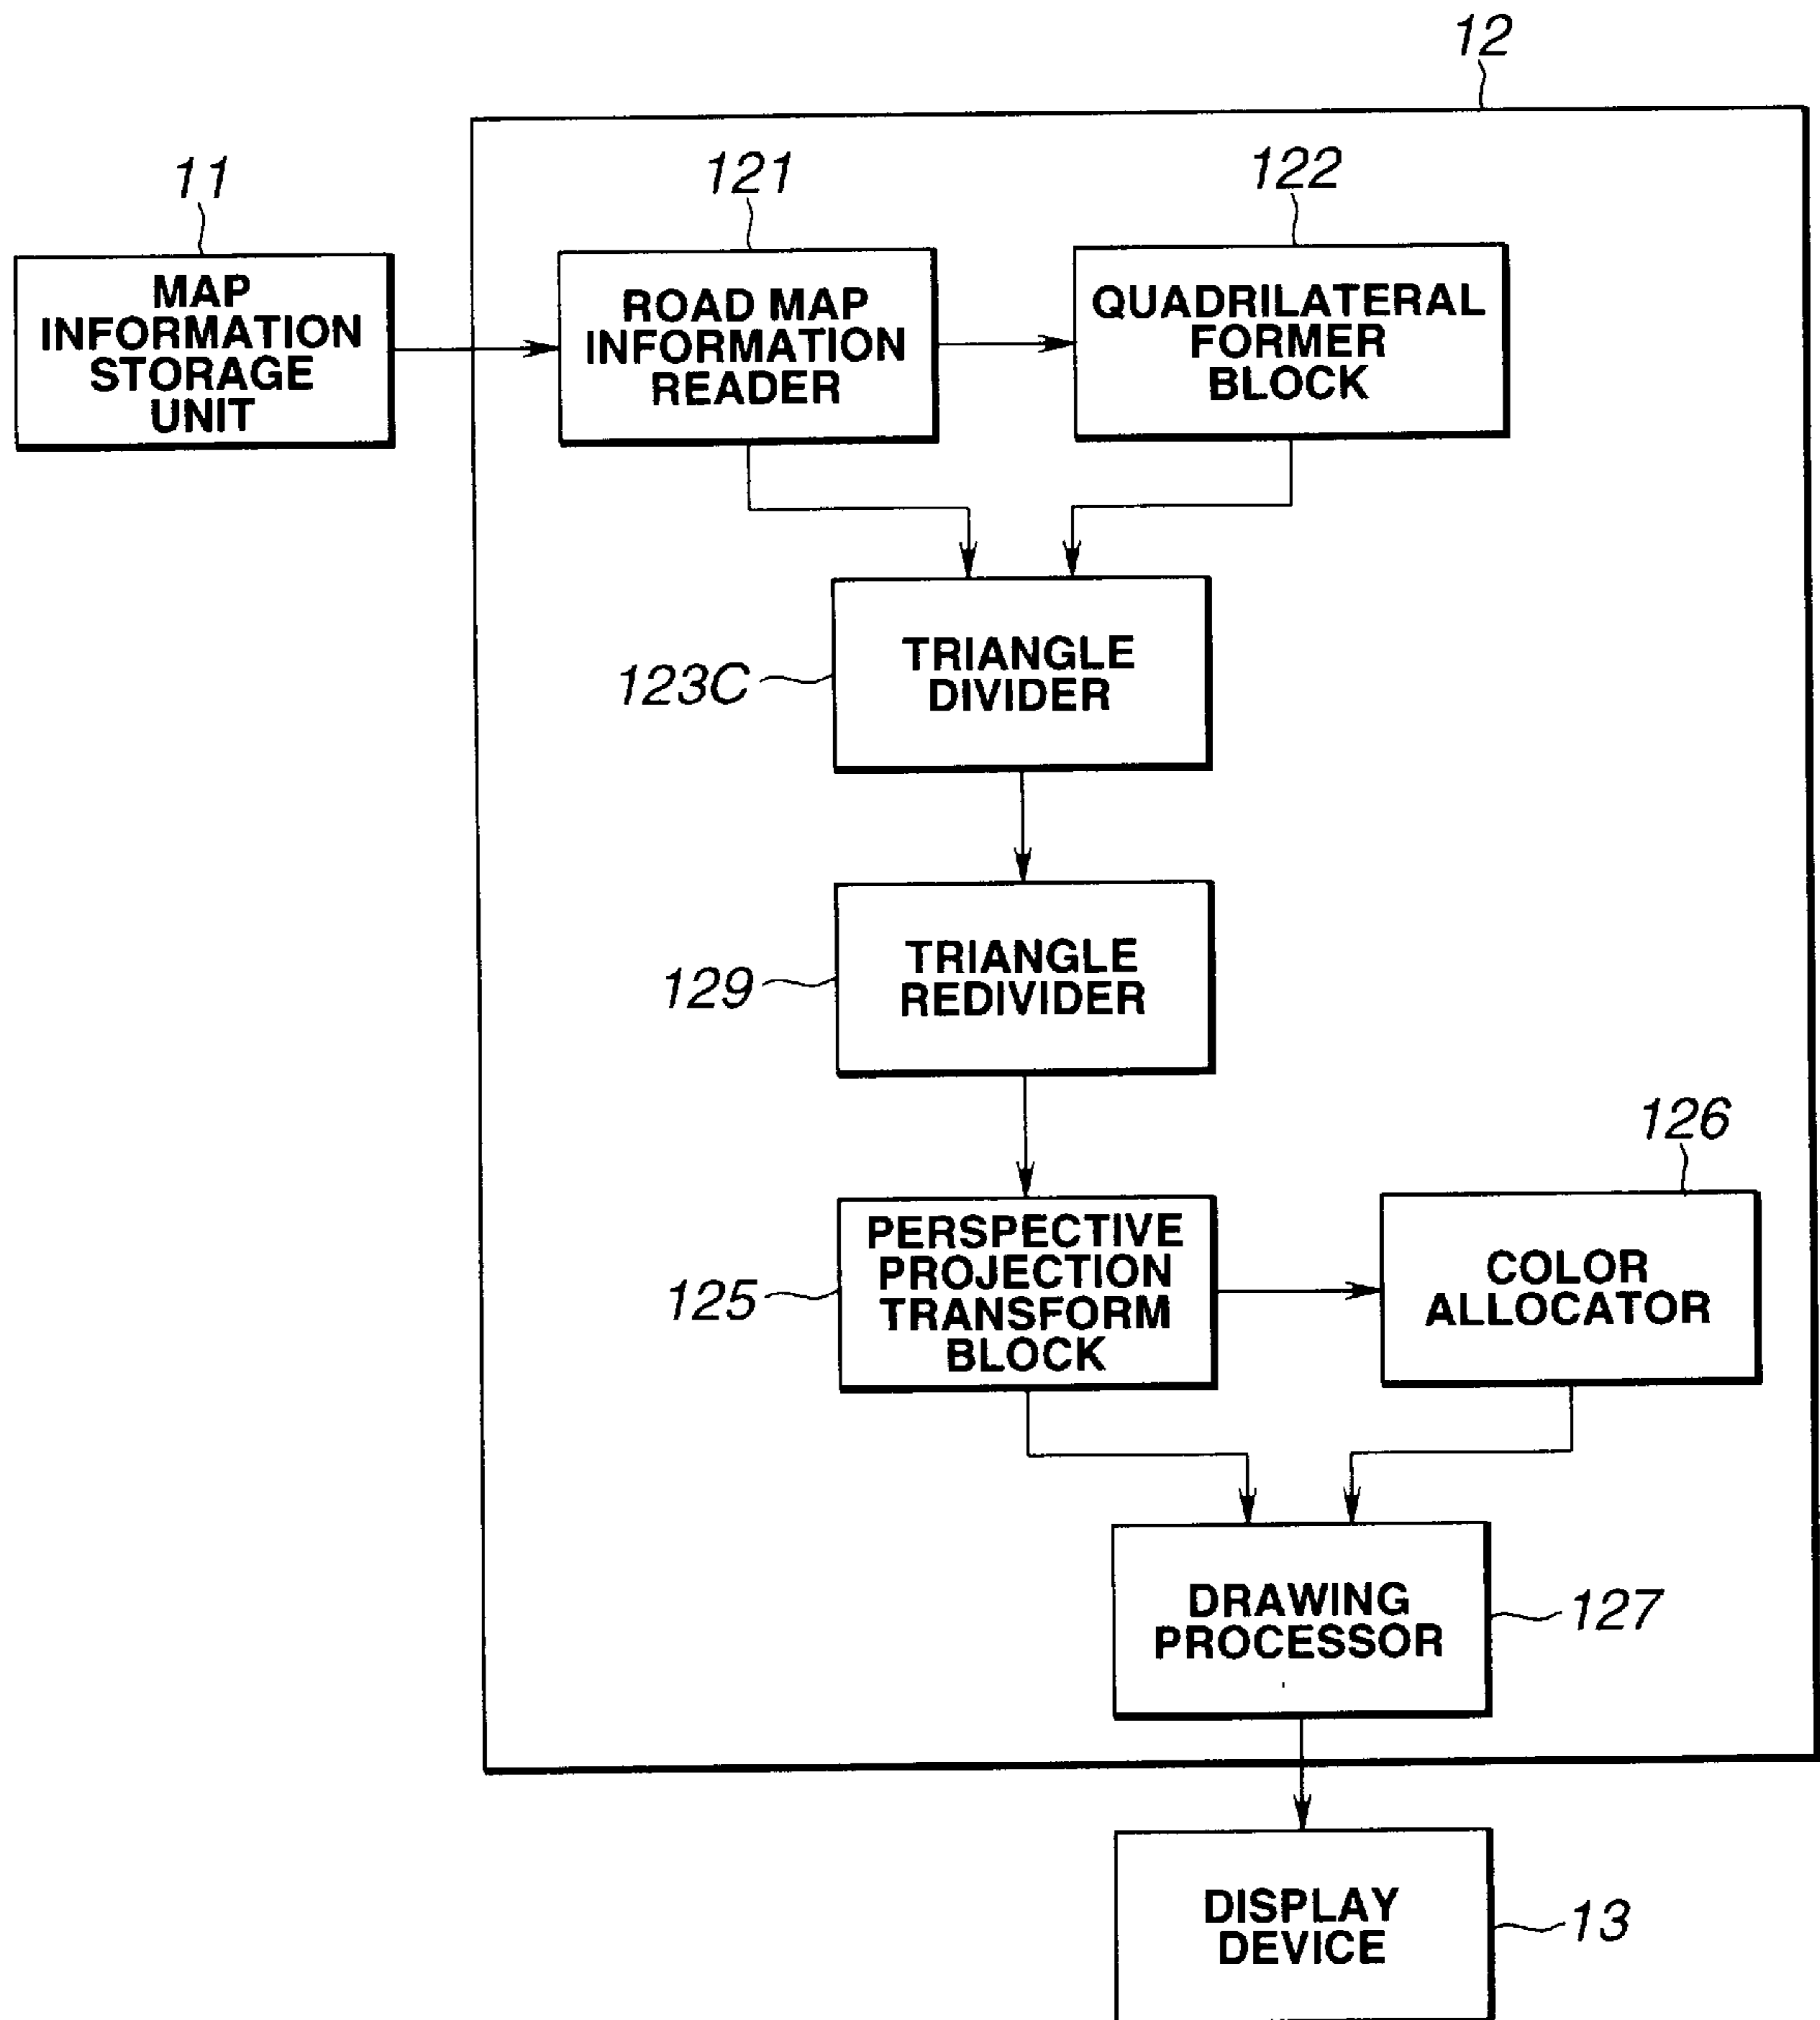 12
11
121
122
MAP
INFORMATION
STORAGE
UNIT
ROAD MAP
INFORMATION
READER
QUADRILATERAL
FORMER
BLOCK
123C
TRIANGLE
DIVIDER
129
TRIANGLE
REDIVIDER
126
125
PERSPECTIVE
PROJECTION
TRANSFORM
BLOCK
COLOR
ALLOCATOR
DRAWING
PROCESSOR
127
DISPLAY
DEVICE
13